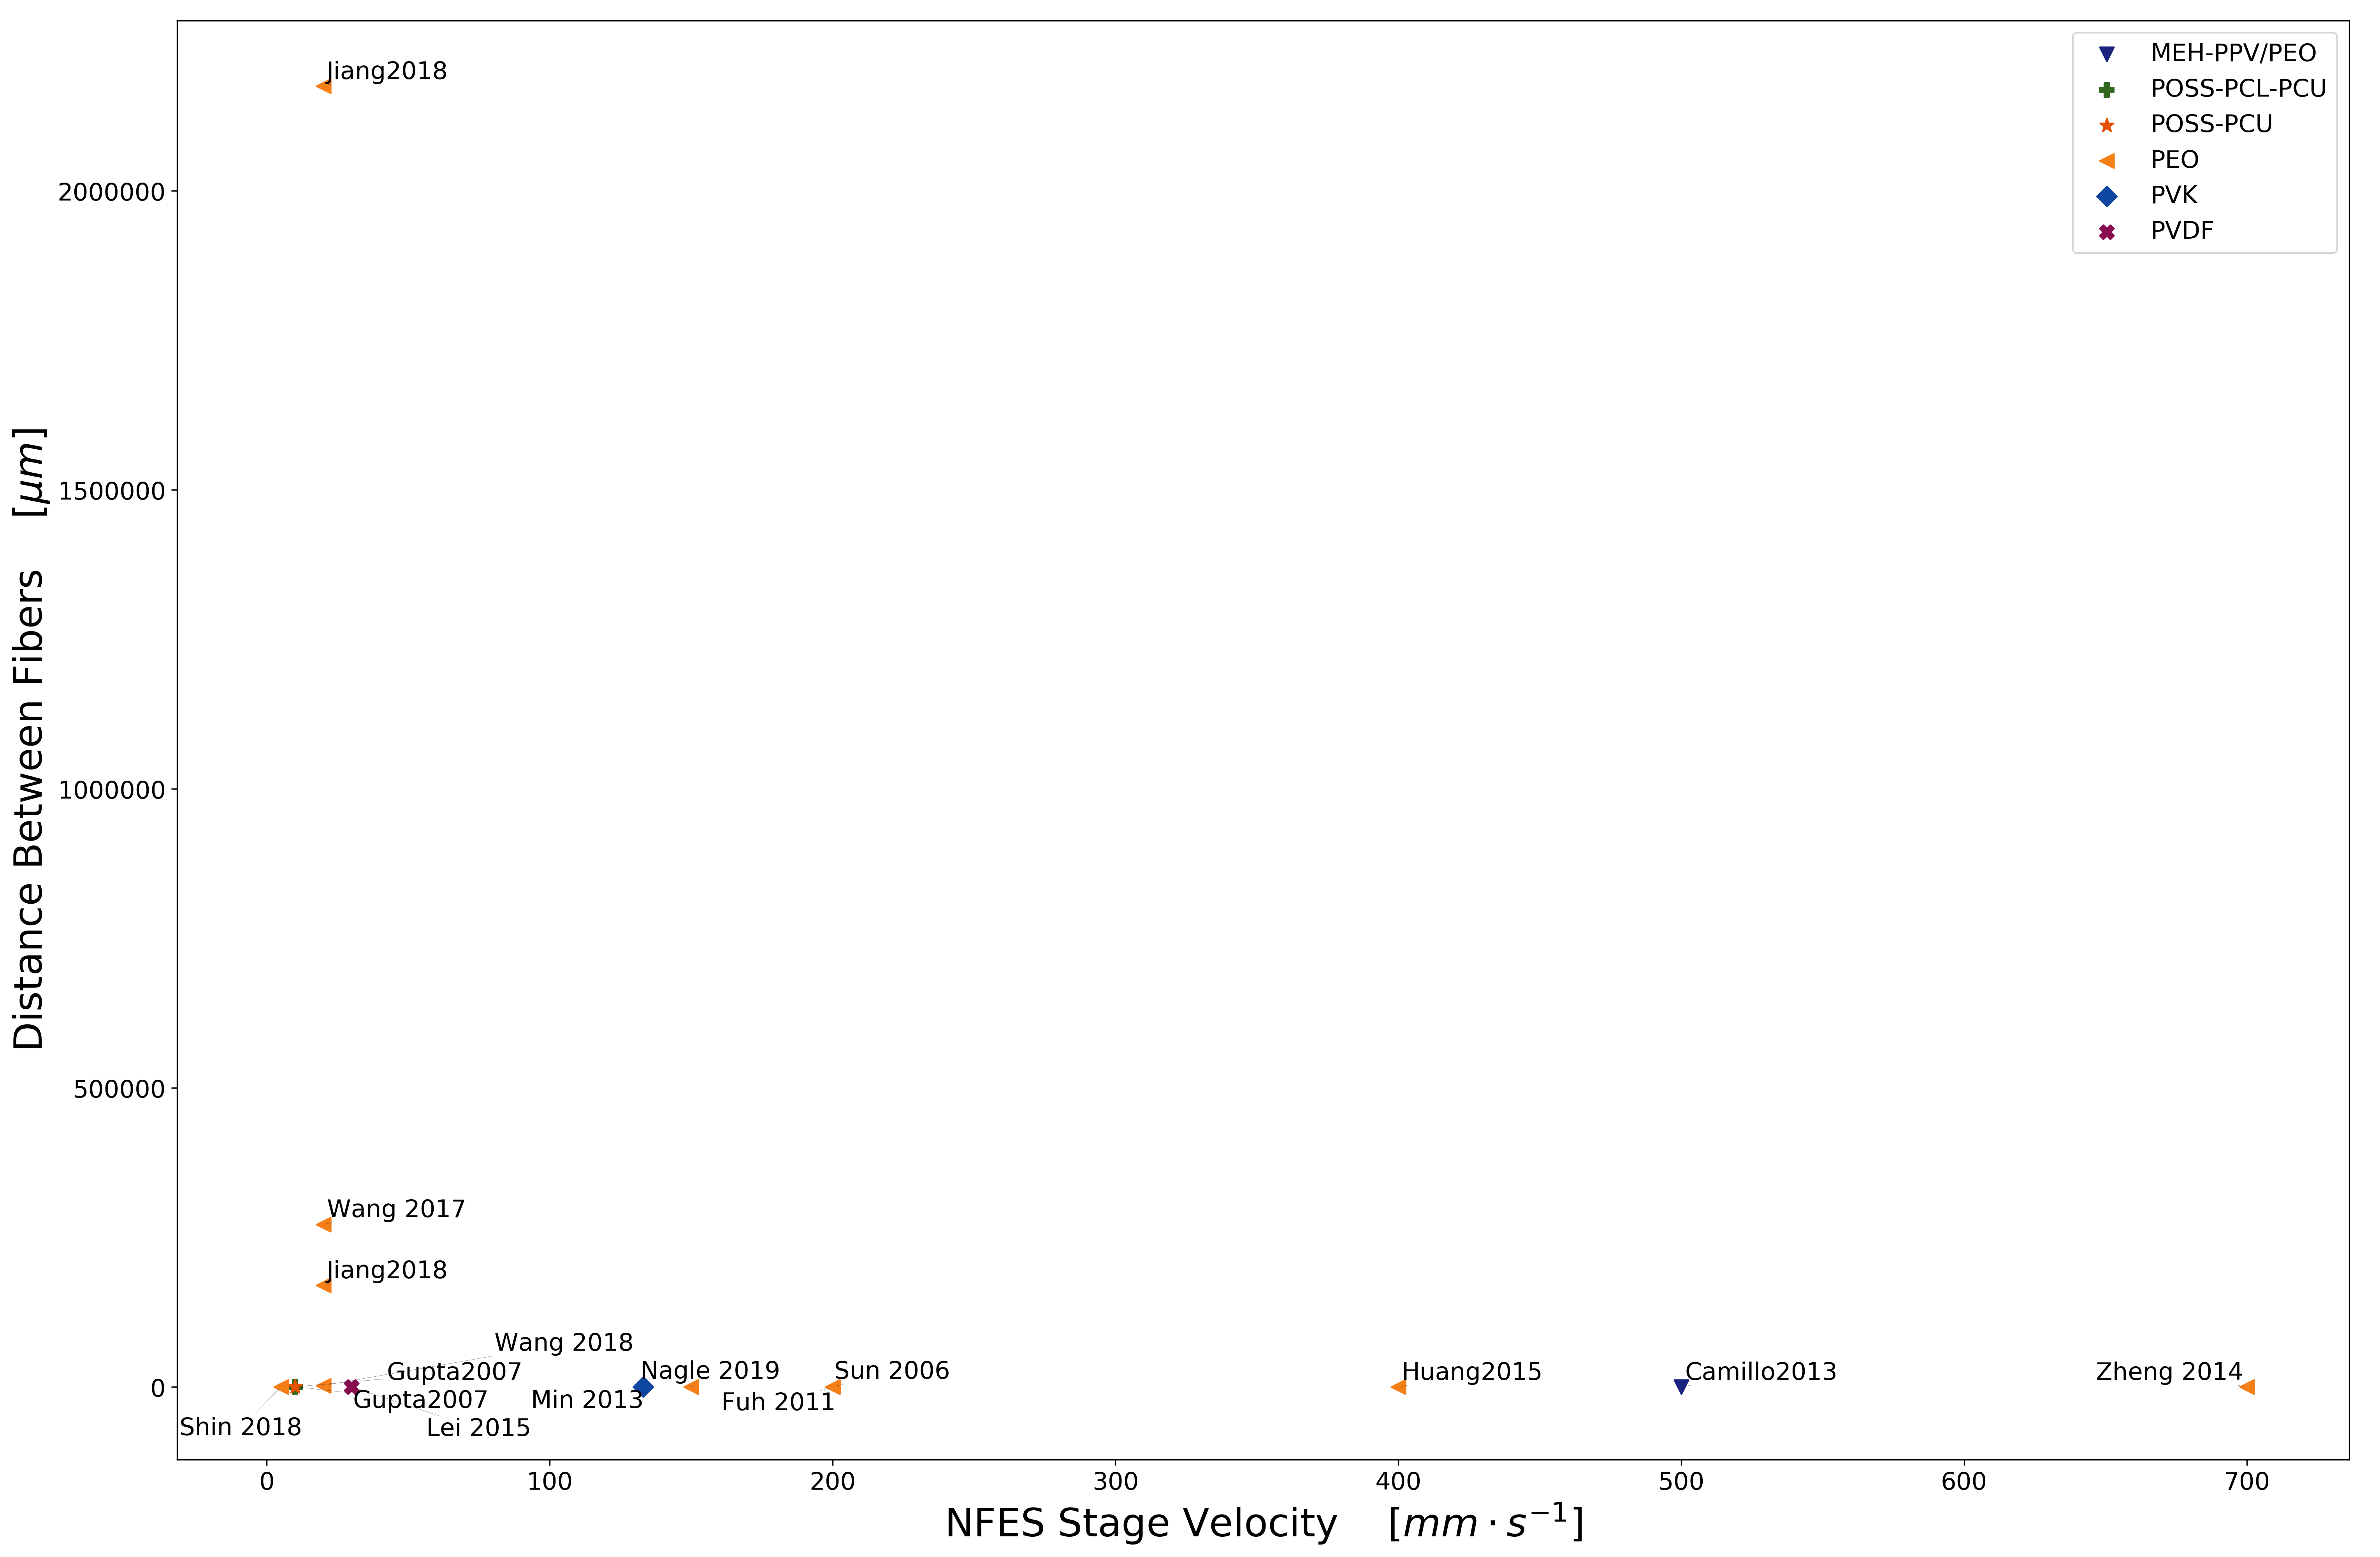 Jiang2018
MEH-PPV/PEO
POSS-PCL-PCU
POSS-PCU
PEO
PVK
PVDF
2000000
1500000
1000000
500000
0
Distance Between Fibers [μm]
Wang 2017
Jiang2018
Wang 2018
Gupta2007
Nagle 2019
Sun 2006
Huang2015
Camillo2013
Zheng 2014
Gupta2007
Min 2013
Fuh 2011
Shin 2018
Lei 2015
0 100 200 300 400 500 600 700
NFES Stage Velocity [mm · s⁻¹]